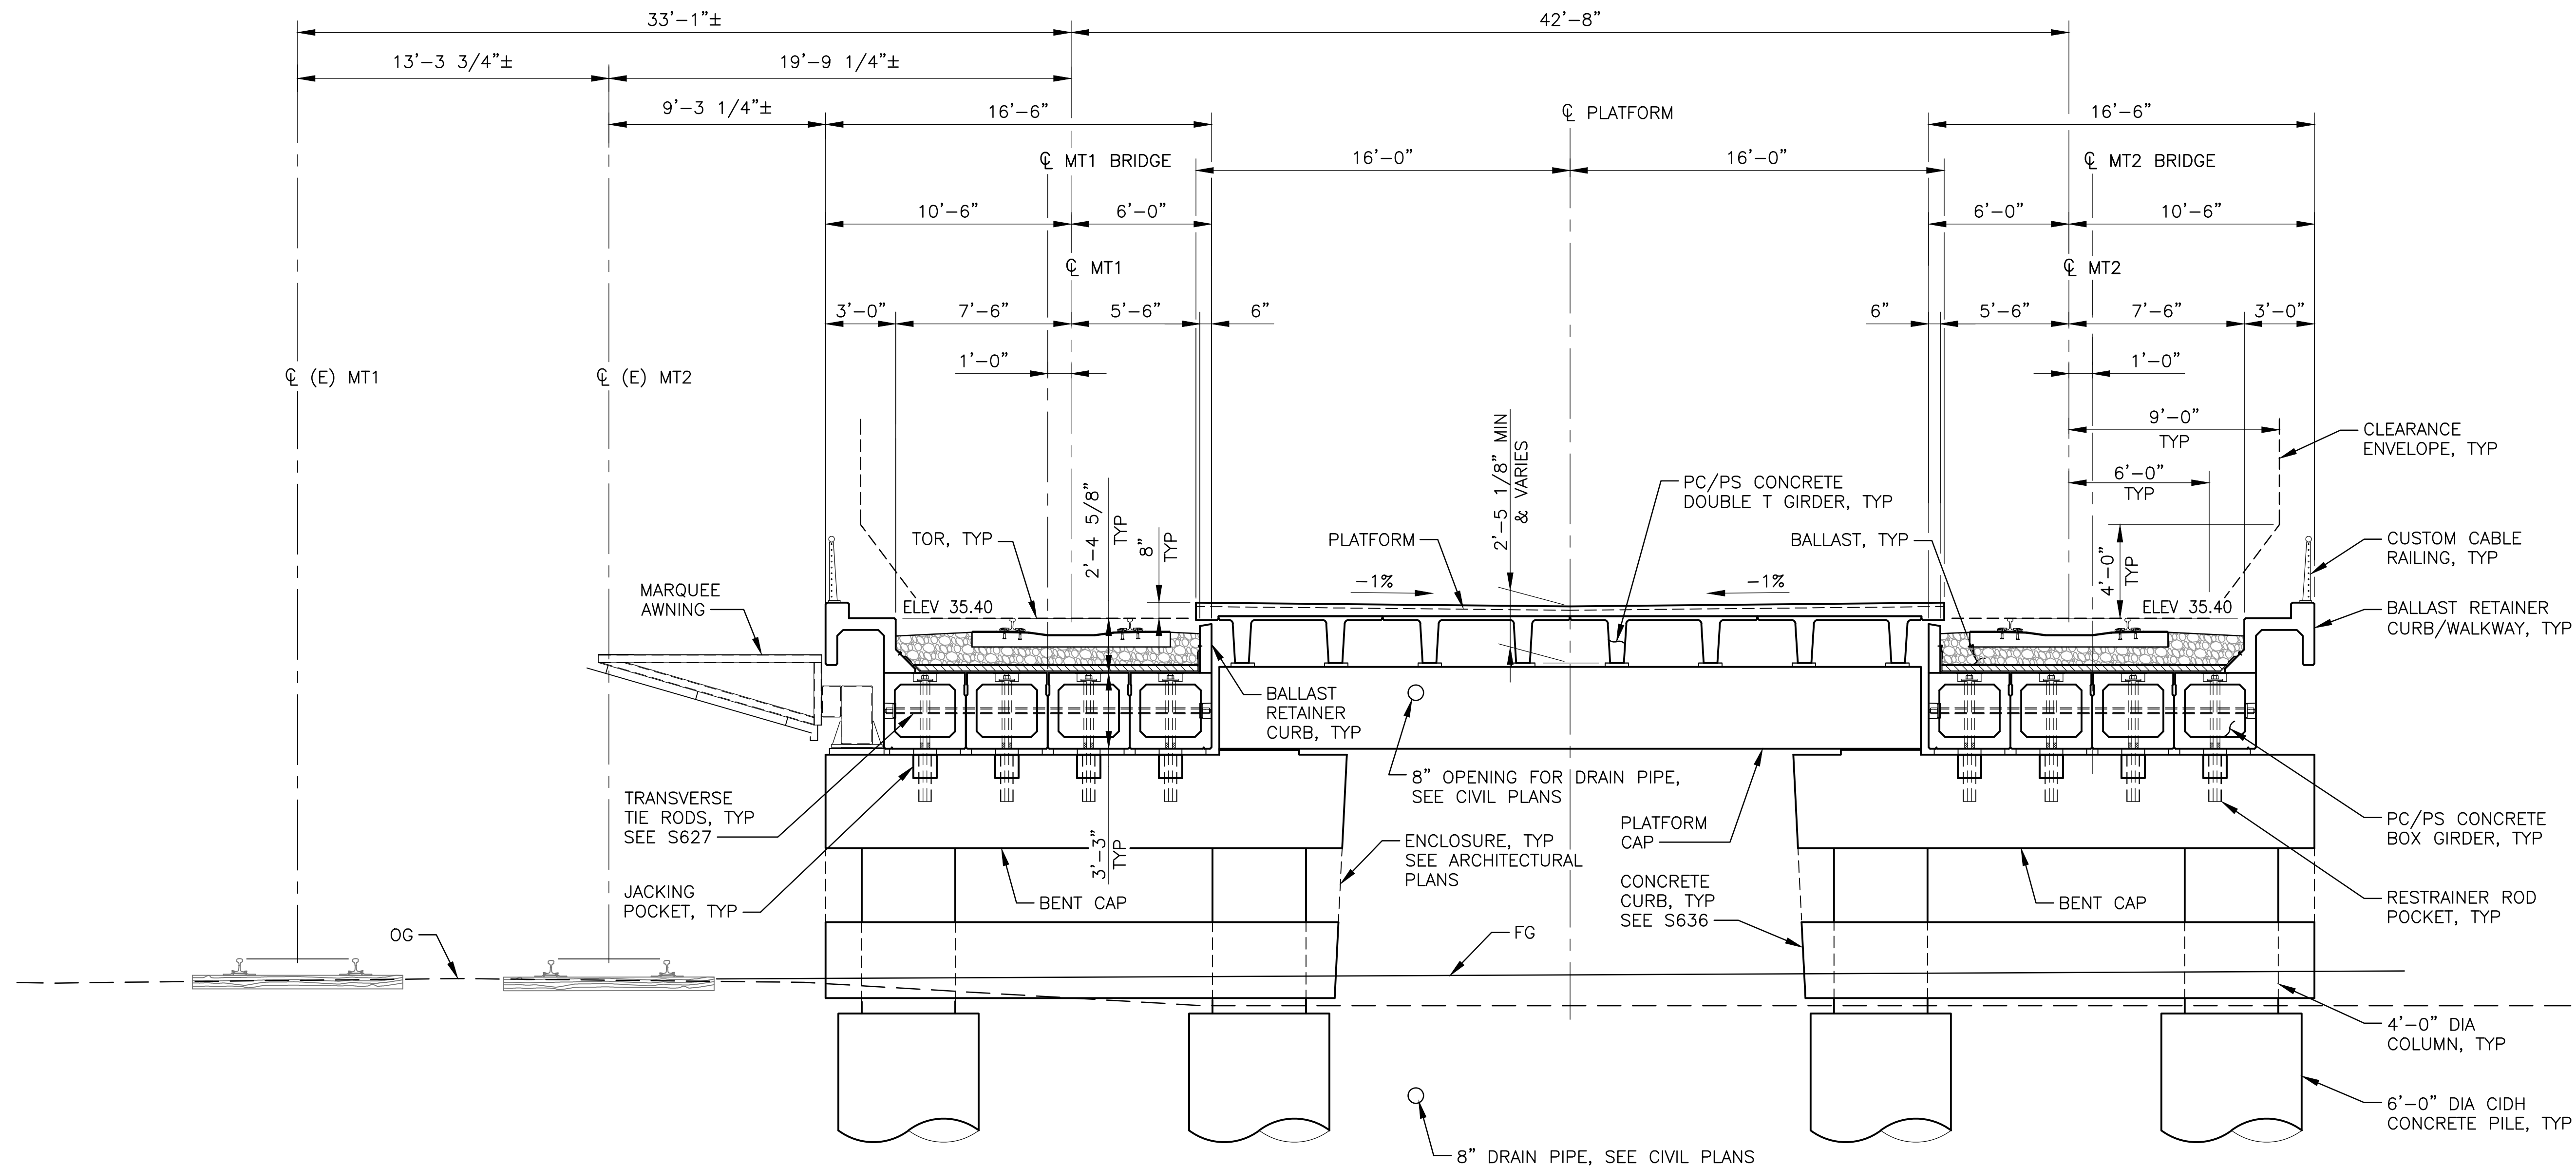 33'-1"±
42'-8"
13'-3 3/4"±
19'-9 1/4"±
9'-3 1/4"±
16'-6"
℄ PLATFORM
16'-6"
℄ MT1 BRIDGE
16'-0"
16'-0"
℄ MT2 BRIDGE
10'-6"
6'-0"
6'-0"
10'-6"
℄ MT1
℄ MT2
3'-0"
7'-6"
5'-6"
6"
6"
5'-6"
7'-6"
3'-0"
1'-0"
1'-0"
℄ (E) MT1
℄ (E) MT2
9'-0"
TYP
CLEARANCE
ENVELOPE, TYP
6'-0"
TYP
2'-5 1/8" MIN
& VARIES
PC/PS CONCRETE
DOUBLE T GIRDER, TYP
2'-4 5/8"
TYP
8"
TYP
TOR, TYP
PLATFORM
BALLAST, TYP
4'-0"
TYP
CUSTOM CABLE
RAILING, TYP
MARQUEE
AWNING
-1%
-1%
ELEV 35.40
ELEV 35.40
BALLAST RETAINER
CURB/WALKWAY, TYP
BALLAST
RETAINER
CURB, TYP
8" OPENING FOR DRAIN PIPE,
SEE CIVIL PLANS
TRANSVERSE
TIE RODS, TYP
SEE S627
3'-3"
TYP
ENCLOSURE, TYP
SEE ARCHITECTURAL
PLANS
PLATFORM
CAP
PC/PS CONCRETE
BOX GIRDER, TYP
JACKING
POCKET, TYP
BENT CAP
CONCRETE
CURB, TYP
SEE S636
BENT CAP
RESTRAINER ROD
POCKET, TYP
OG
FG
4'-0" DIA
COLUMN, TYP
6'-0" DIA CIDH
CONCRETE PILE, TYP
8" DRAIN PIPE, SEE CIVIL PLANS